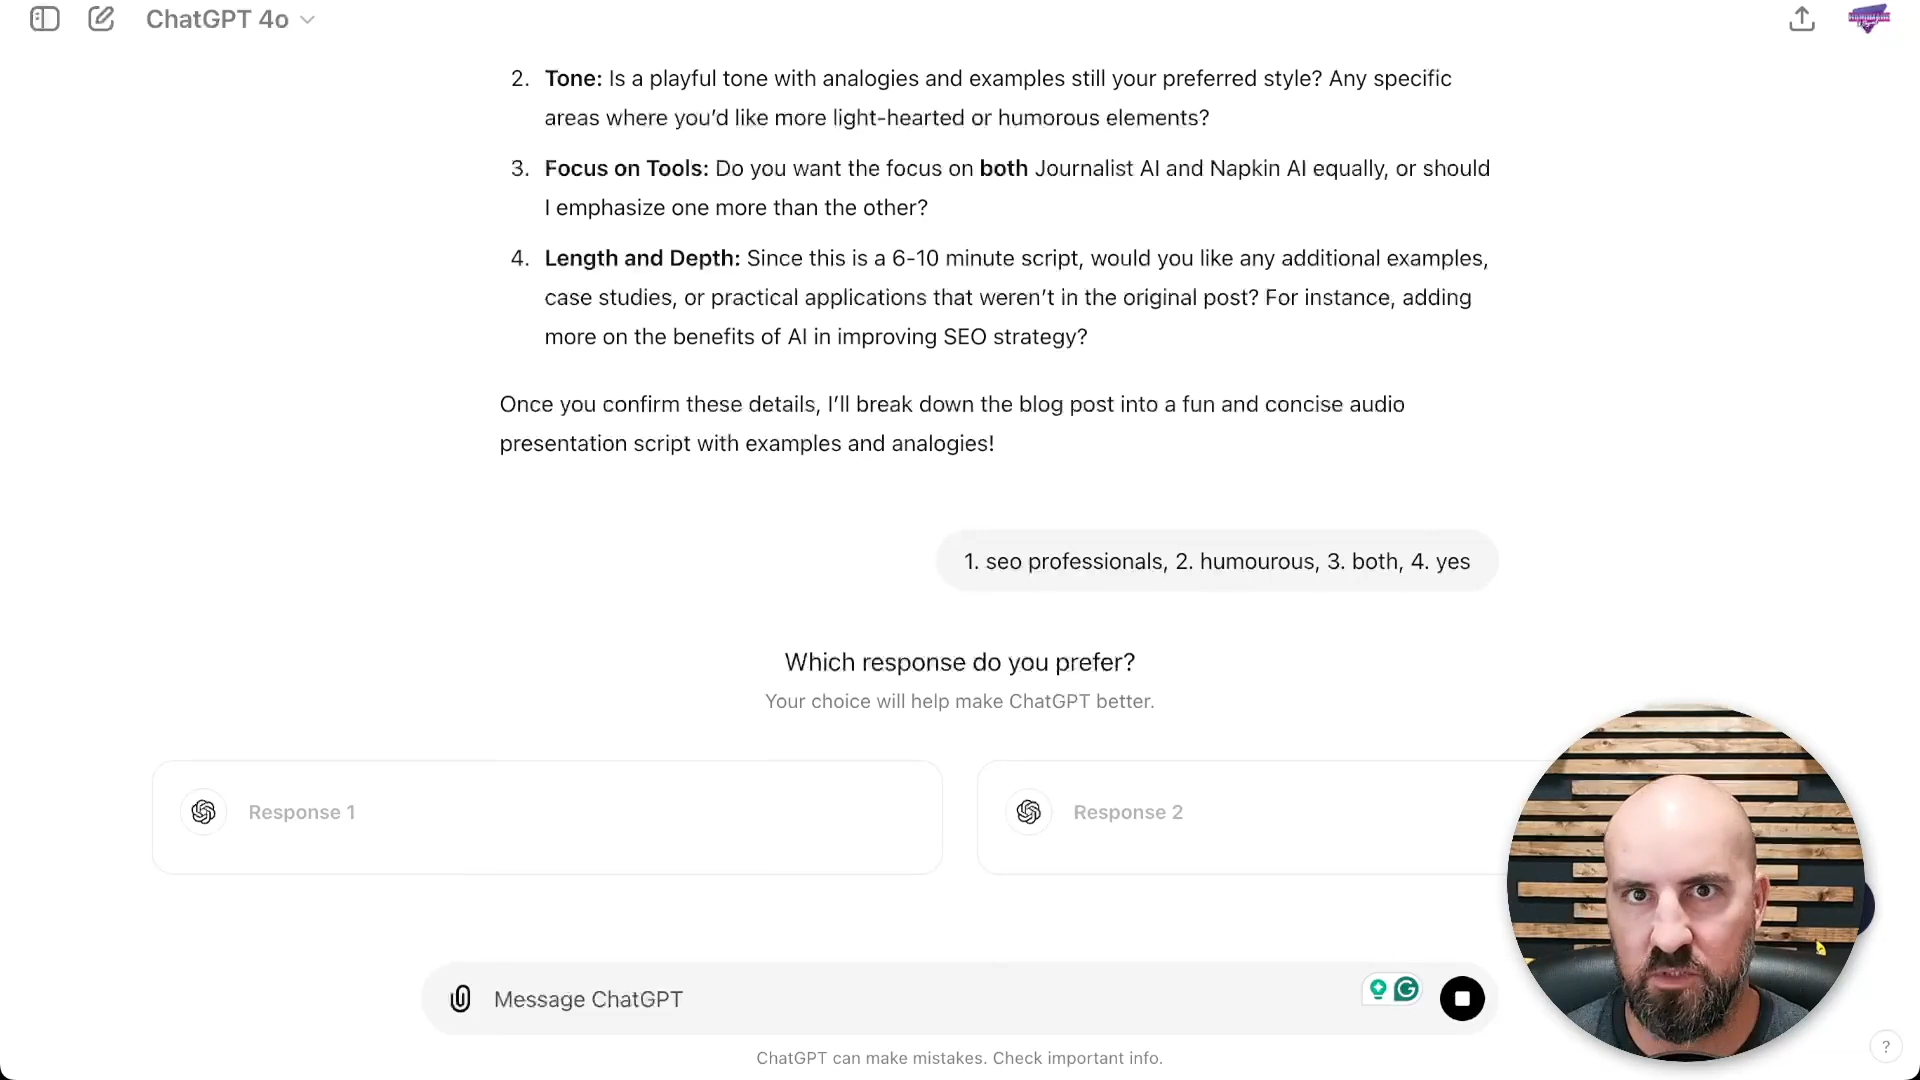 ChatGPT 4o
2. Tone: Is a playful tone with analogies and examples still your preferred style? Any specific
areas where you’d like more light-hearted or humorous elements?
3. Focus on Tools: Do you want the focus on both Journalist AI and Napkin AI equally, or should
I emphasize one more than the other?
4. Length and Depth: Since this is a 6-10 minute script, would you like any additional examples,
case studies, or practical applications that weren’t in the original post? For instance, adding
more on the benefits of AI in improving SEO strategy?
Once you confirm these details, I’ll break down the blog post into a fun and concise audio
presentation script with examples and analogies!
1. seo professionals, 2. humourous, 3. both, 4. yes
Which response do you prefer?
Your choice will help make ChatGPT better.
Response 1
Response 2
Message ChatGPT
ChatGPT can make mistakes. Check important info.
?